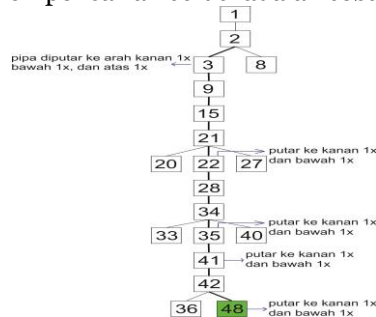 1
2
pipa diputar ke arah kanan 1x
bawah 1x, dan atas 1x
3 8
9
15
21
putar ke kanan 1x
dan bawah 1x
20 22 27
28
34
putar ke kanan 1x
dan bawah 1x
33 35 40
41
putar ke kanan 1x
dan bawah 1x
42
36 48
putar ke kanan 1x
dan bawah 1x